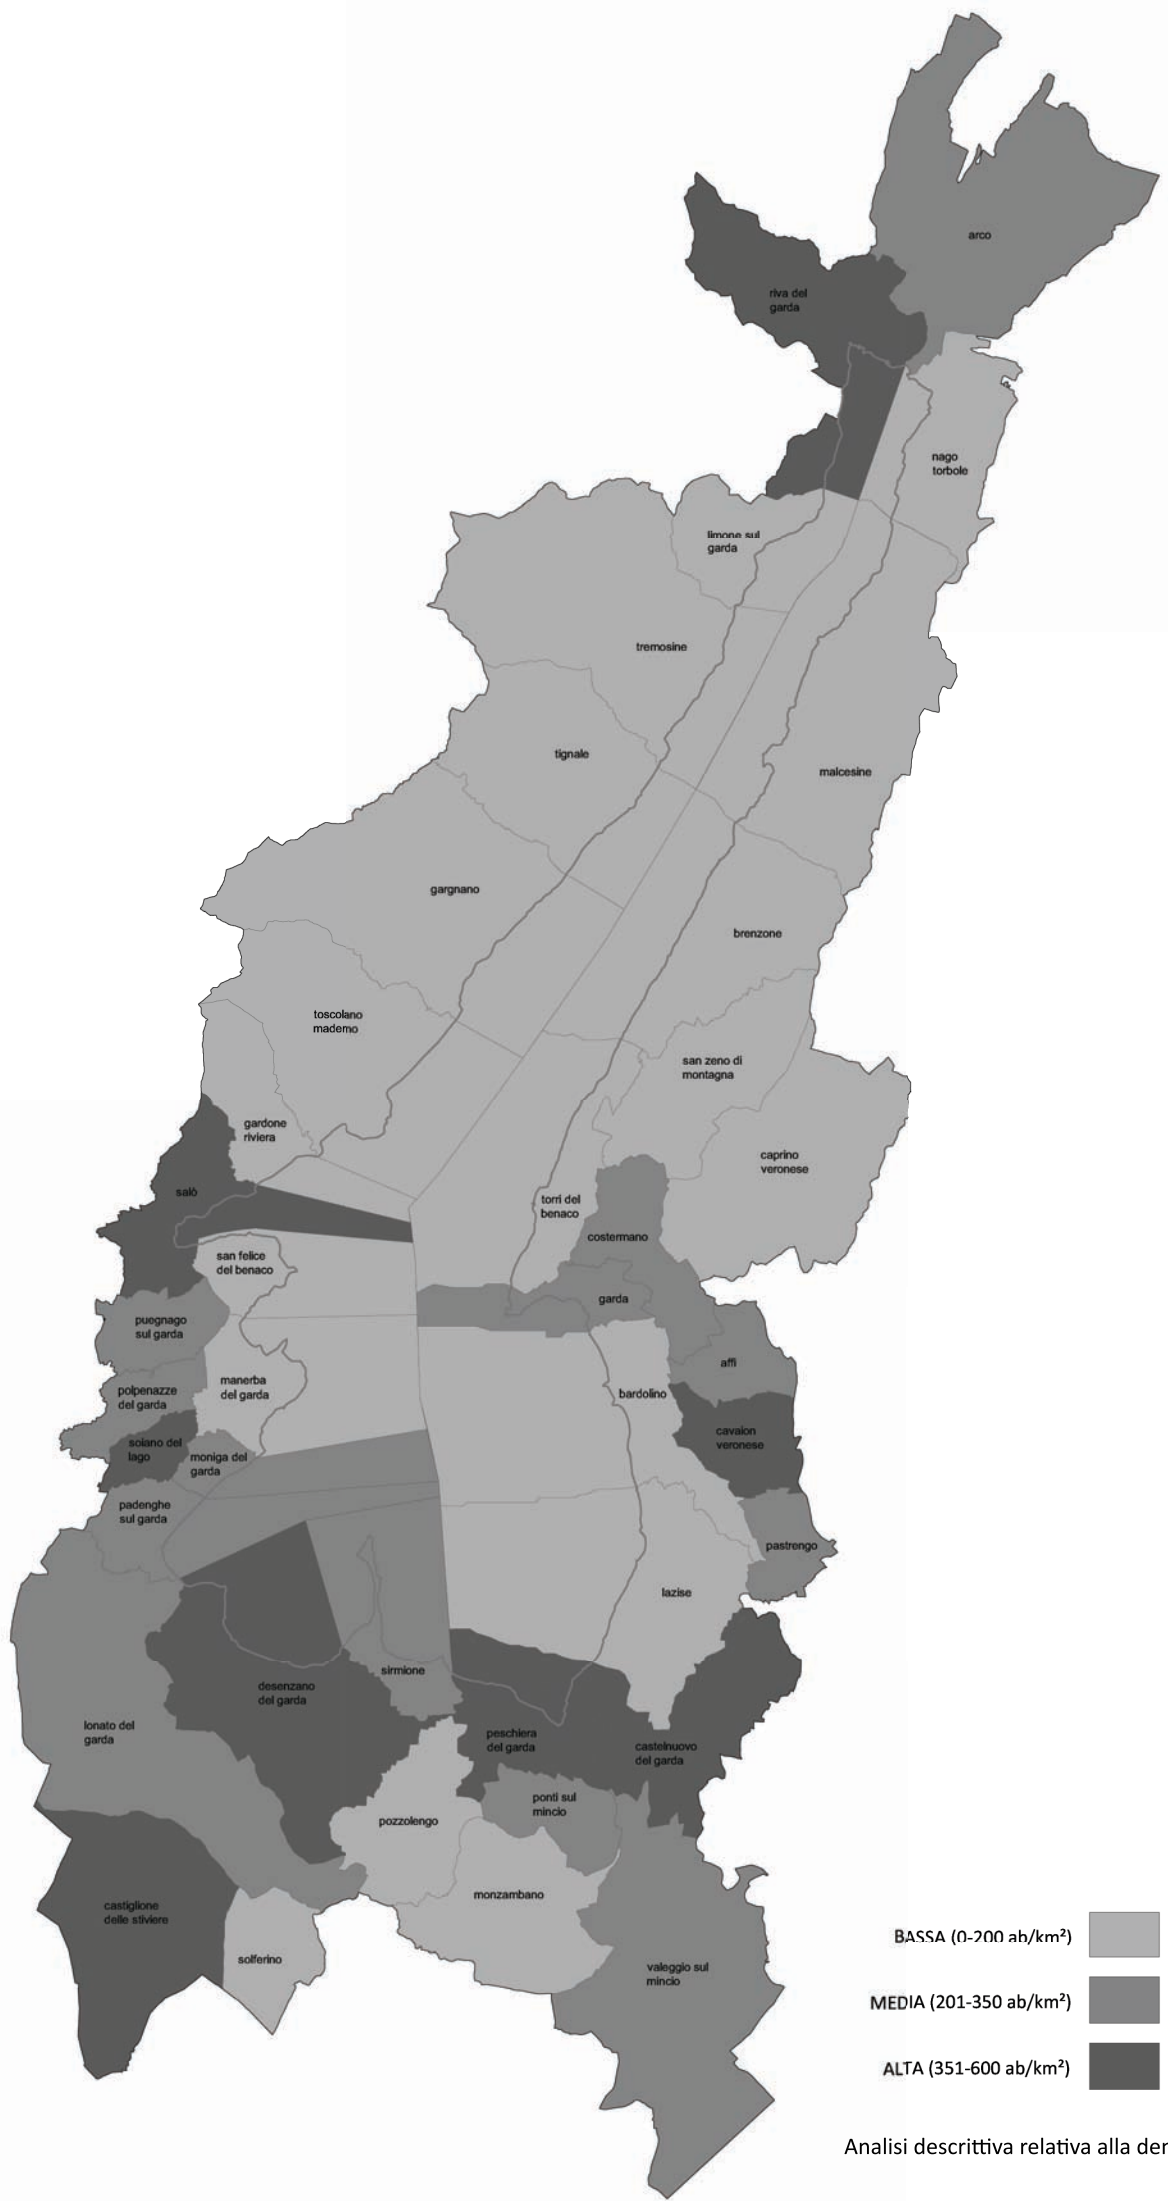 arco
riva del
garda
nago
torbole
limone sul
garda
tremosine
tignale
malcesine
gargnano
brenzone
toscolano
maderno
san zeno di
montagna
gardone
riviera
caprino
veronese
salò
torri del
benaco
costermano
san felice
del benaco
garda
puegnago
sul garda
affi
manerba
del garda
polpenazze
del garda
bardolino
cavaion
veronese
soiano del
lago
moniga del
garda
padenghe
sul garda
pastrengo
lazise
sirmione
desenzano
del garda
lonato del
garda
peschiera
del garda
castelnuovo
del garda
ponti sul
mincio
pozzolengo
monzambano
castiglione
delle stiviere
solferino
valeggio sul
mincio
BASSA (0-200 ab/km²)
MEDIA (201-350 ab/km²)
ALTA (351-600 ab/km²)
Analisi descrittiva relativa alla der